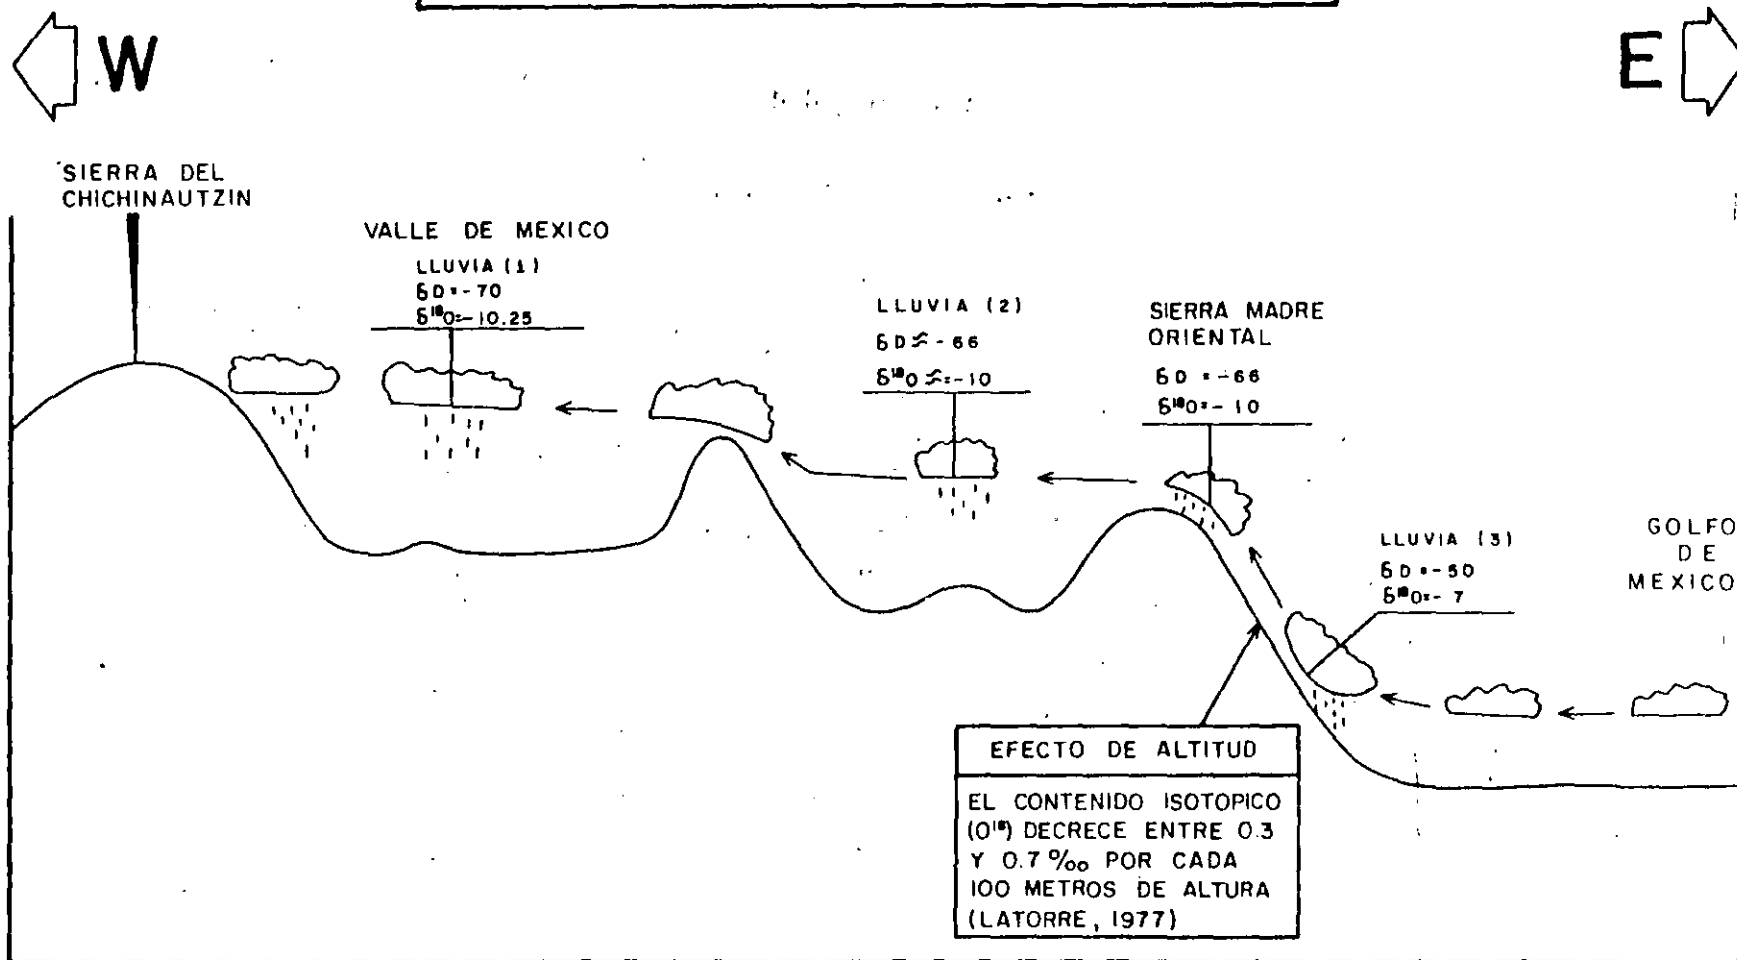 W
E
SIERRA DEL
CHICHINAUTZIN
VALLE DE MEXICO
LLUVIA (1)
δD=-70
δ¹⁸O=-10.25
LLUVIA (2)
δD≈-66
δ¹⁸O≈-10
SIERRA MADRE
ORIENTAL
δD =-66
δ¹⁸O=-10
LLUVIA (3)
δD=-50
δ¹⁸O=-7
GOLFO
DE
MEXICO
EFECTO DE ALTITUD
EL CONTENIDO ISOTOPICO
(O¹⁸) DECRECE ENTRE 0.3
Y 0.7 ‰ POR CADA
100 METROS DE ALTURA
(LATORRE, 1977)